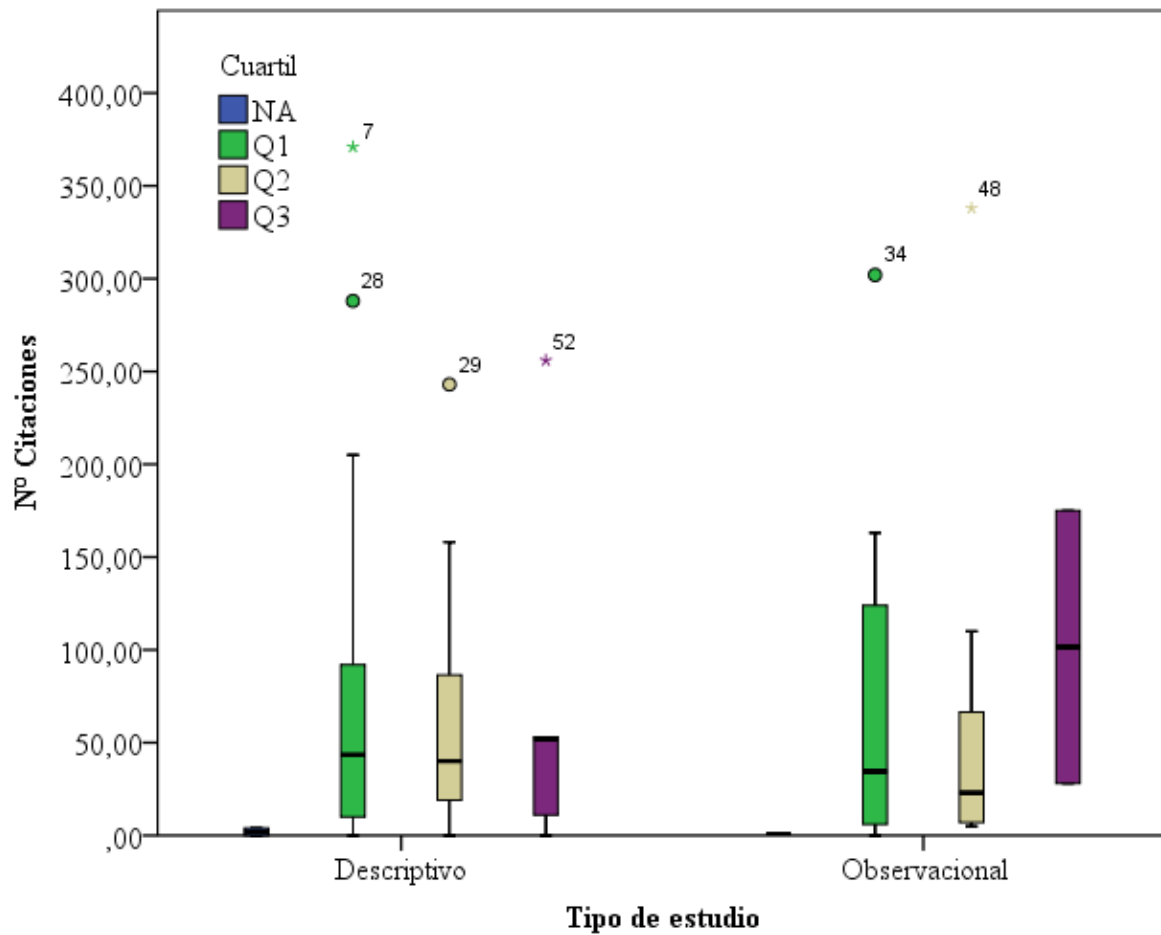 Cuartil
NA
Q1
Q2
Q3
Nº Citaciones
400,00
350,00
300,00
250,00
200,00
150,00
100,00
50,00
,00
7
28
29
52
34
48
Descriptivo
Observacional
Tipo de estudio